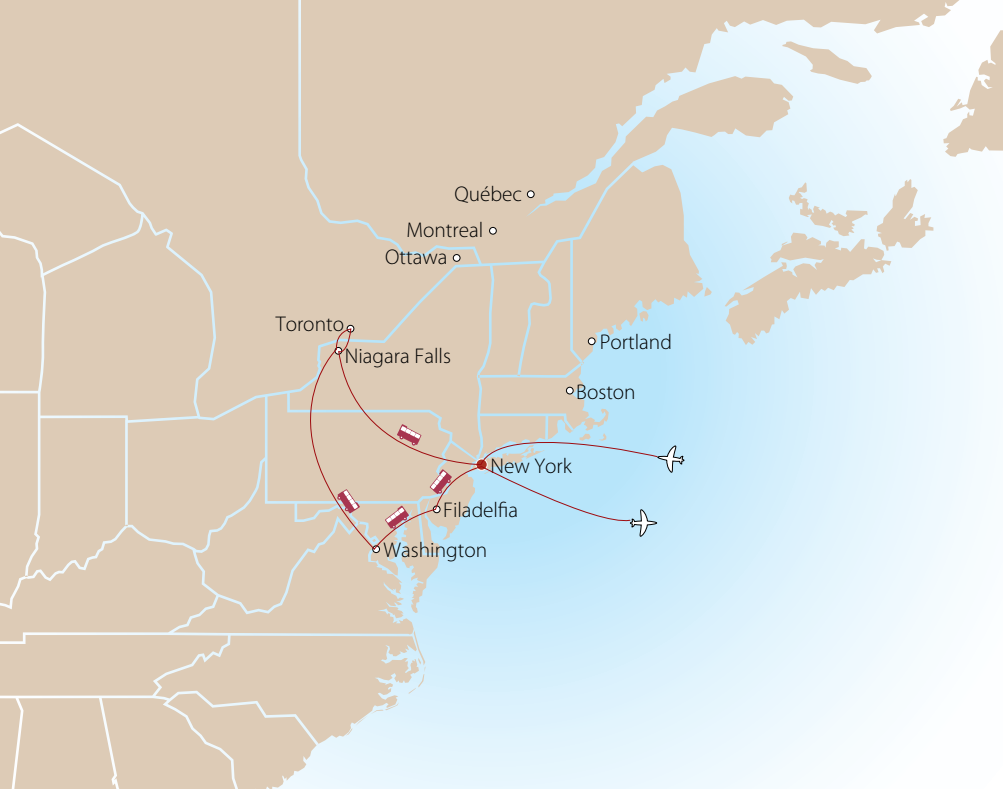 Québec
Montreal
Ottawa
Toronto
Niagara Falls
Portland
Boston
New York
Filadelfia
Washington